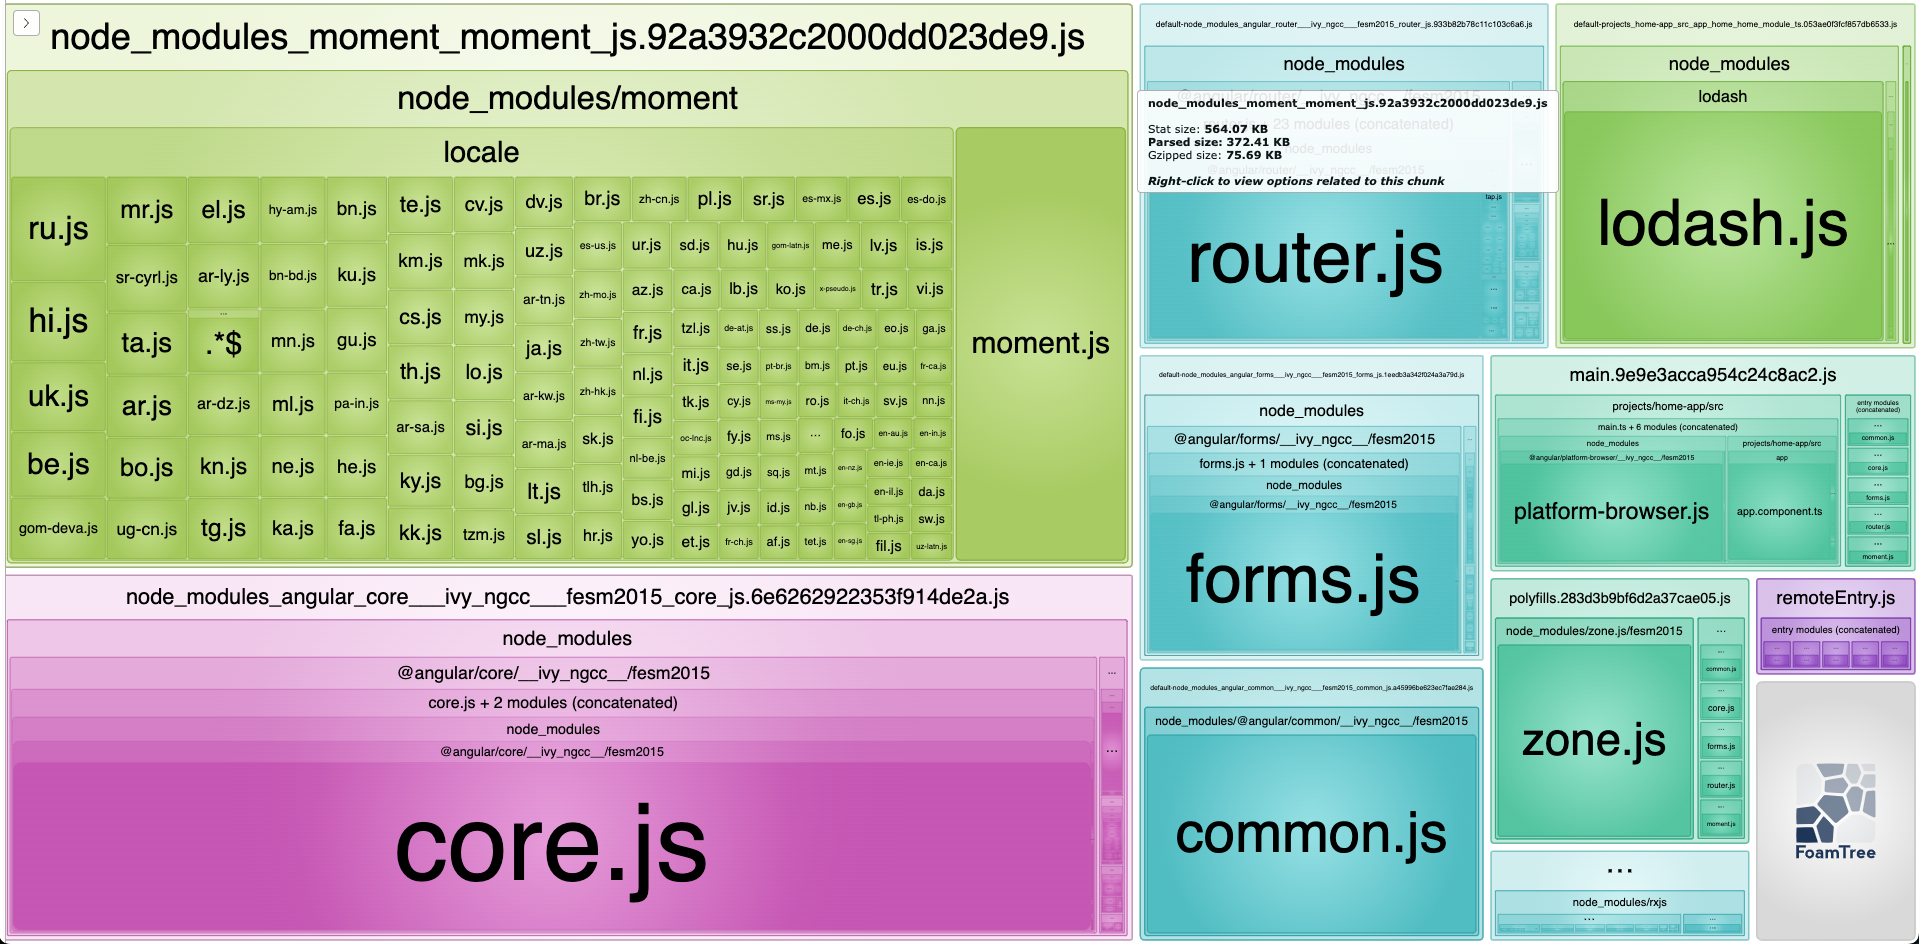 node_modules_moment_moment_js.92a3932c2000dd023de9.js
node_modules/moment
locale
ru.js
hi.js
uk.js
be.js
gom-deva.js
mr.js
sr-cyrl.js
ta.js
ar.js
bo.js
ug-cn.js
el.js
ar-ly.js
...
.*$
ar-dz.js
kn.js
tg.js
hy-am.js
bn-bd.js
mn.js
ml.js
ne.js
ka.js
bn.js
ku.js
gu.js
pa-in.js
he.js
fa.js
te.js
km.js
cs.js
th.js
ar-sa.js
ky.js
kk.js
cv.js
mk.js
my.js
lo.js
si.js
bg.js
tzm.js
dv.js
uz.js
ar-tn.js
ja.js
ar-kw.js
ar-ma.js
lt.js
sl.js
br.js
zh-cn.js
pl.js
sr.js
es-mx.js
es.js
es-do.js
es-us.js
zh-mo.js
zh-tw.js
zh-hk.js
sk.js
tlh.js
hr.js
ur.js
sd.js
hu.js
gom-latn.js
me.js
lv.js
is.js
az.js
ca.js
lb.js
ko.js
x-pseudo.js
tr.js
vi.js
fr.js
tzl.js
de-at.js
ss.js
de.js
de-ch.js
eo.js
ga.js
nl.js
it.js
se.js
pt-br.js
bm.js
pt.js
eu.js
fr-ca.js
fi.js
tk.js
cy.js
ms-my.js
ro.js
it-ch.js
sv.js
nn.js
nl-be.js
oc-lnc.js
fy.js
ms.js
...
fo.js
en-au.js
en-in.js
mi.js
gd.js
sq.js
mt.js
en-nz.js
en-ie.js
en-ca.js
bs.js
gl.js
jv.js
id.js
nb.js
en-gb.js
en-il.js
da.js
tl-ph.js
sw.js
yo.js
et.js
fr-ch.js
af.js
tet.js
en-sg.js
fil.js
uz-latn.js
moment.js
node_modules_angular_core___ivy_ngcc___fesm2015_core_js.6e6262922353f914de2a.js
node_modules
@angular/core/__ivy_ngcc__/fesm2015
core.js + 2 modules (concatenated)
node_modules
@angular/core/__ivy_ngcc__/fesm2015
core.js
...
...
default-node_modules_angular_router___ivy_ngcc___fesm2015_router_js.933b82b78c11c103c6a6.js
node_modules
node_modules_moment_moment_js.92a3932c2000dd023de9.js
Stat size: 564.07 KB
Parsed size: 372.41 KB
Gzipped size: 75.69 KB
Right-click to view options related to this chunk
tap.js
router.js
default-projects_home-app_src_app_home_home_module_ts.053ae0f3fcf857db6533.js
node_modules
lodash
lodash.js
default-node_modules_angular_forms___ivy_ngcc___fesm2015_forms_js.1eedb3a342f024a3a79d.js
node_modules
@angular/forms/__ivy_ngcc__/fesm2015
forms.js + 1 modules (concatenated)
node_modules
@angular/forms/__ivy_ngcc__/fesm2015
forms.js
default-node_modules_angular_common___ivy_ngcc___fesm2015_common_js.a45996be623ec7fae284.js
node_modules/@angular/common/__ivy_ngcc__/fesm2015
common.js
main.9e9e3acca954c24c8ac2.js
projects/home-app/src
main.ts + 6 modules (concatenated)
node_modules
@angular/platform-browser/__ivy_ngcc__/fesm2015
platform-browser.js
projects/home-app/src
app
app.component.ts
entry modules
(concatenated)
...
common.js
...
core.js
...
forms.js
...
router.js
...
moment.js
polyfills.283d3b9bf6d2a37cae05.js
node_modules/zone.js/fesm2015
zone.js
...
...
common.js
...
core.js
...
forms.js
...
router.js
...
moment.js
remoteEntry.js
entry modules (concatenated)
...
node_modules/rxjs
...
FoamTree